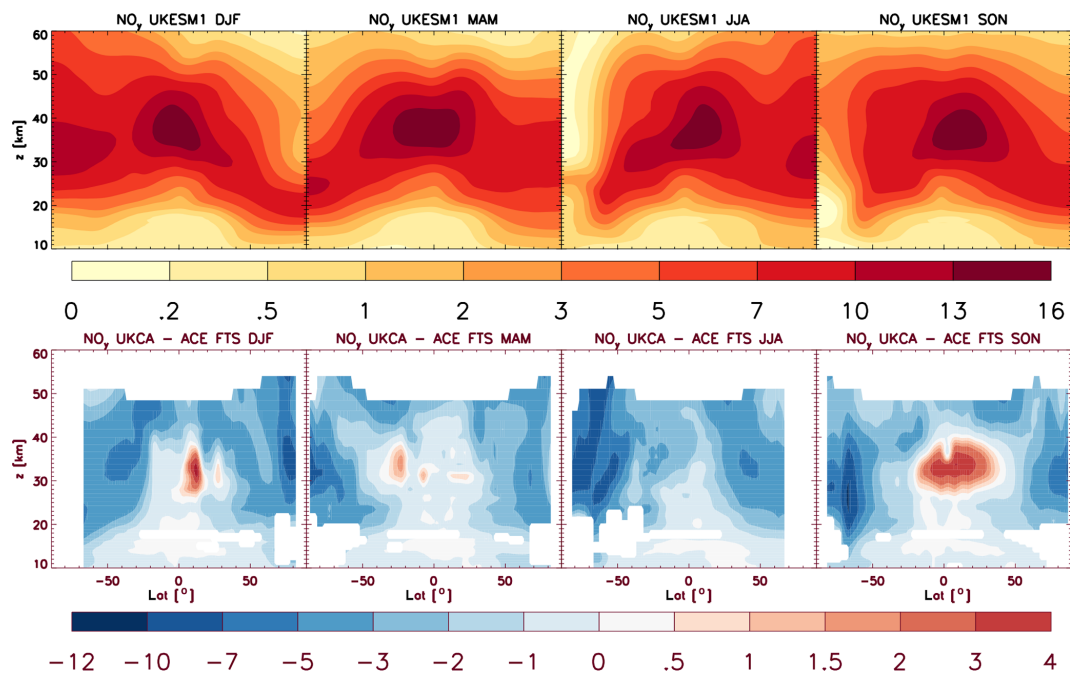 NOy UKESM1 DJF NOy UKESM1 MAM NOy UKESM1 JJA NOy UKESM1 SON
60
50
40
30
20
10
z [km]
0 .2 .5 1 2 3 5 7 10 13 16
NOy UKCA – ACE FTS DJF NOy UKCA – ACE FTS MAM NOy UKCA – ACE FTS JJA NOy UKCA – ACE FTS SON
60
50
40
30
20
10
z [km]
−50 0 50 −50 0 50 −50 0 50 −50 0 50
Lat [°] Lat [°] Lat [°] Lat [°]
−12 −10 −7 −5 −3 −2 −1 0 .5 1 1.5 2 3 4